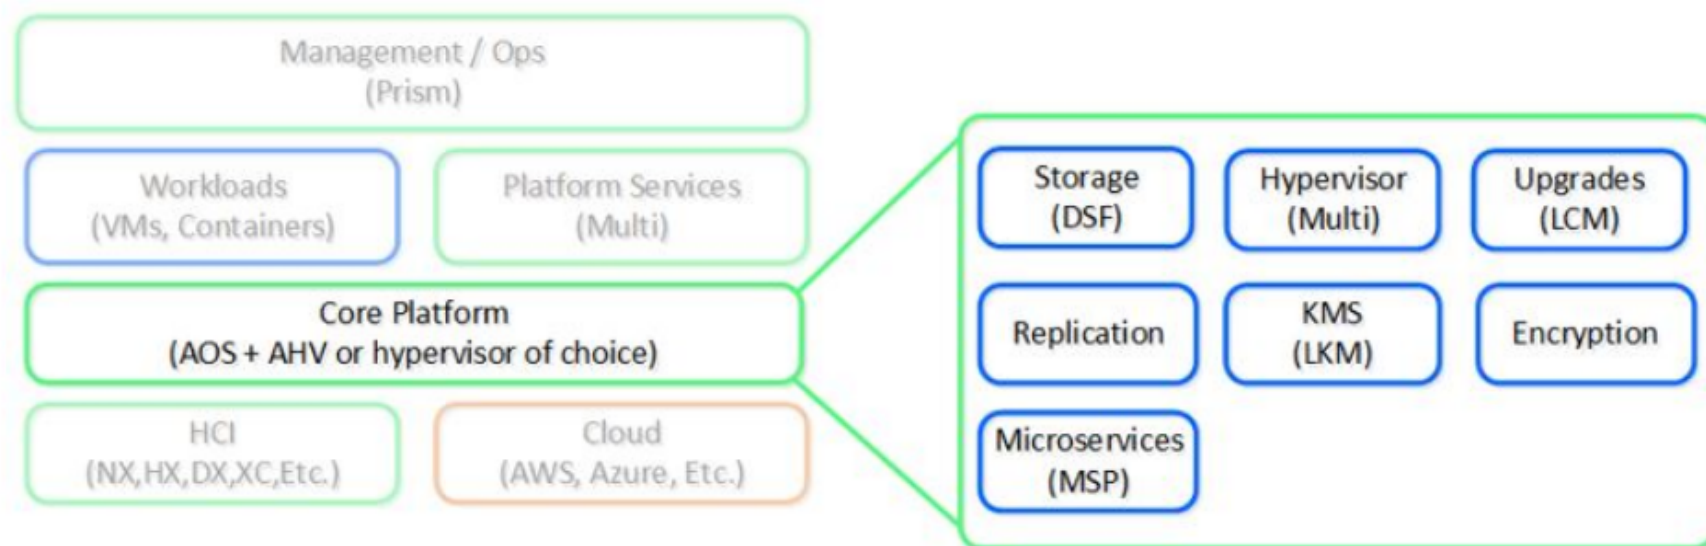 Management / Ops
(Prism)
Workloads
(VMs, Containers)
Platform Services
(Multi)
Core Platform
(AOS + AHV or hypervisor of choice)
HCI
(NX,HX,DX,XC,Etc.)
Cloud
(AWS, Azure, Etc.)
Storage
(DSF)
Hypervisor
(Multi)
Upgrades
(LCM)
Replication
KMS
(LKM)
Encryption
Microservices
(MSP)